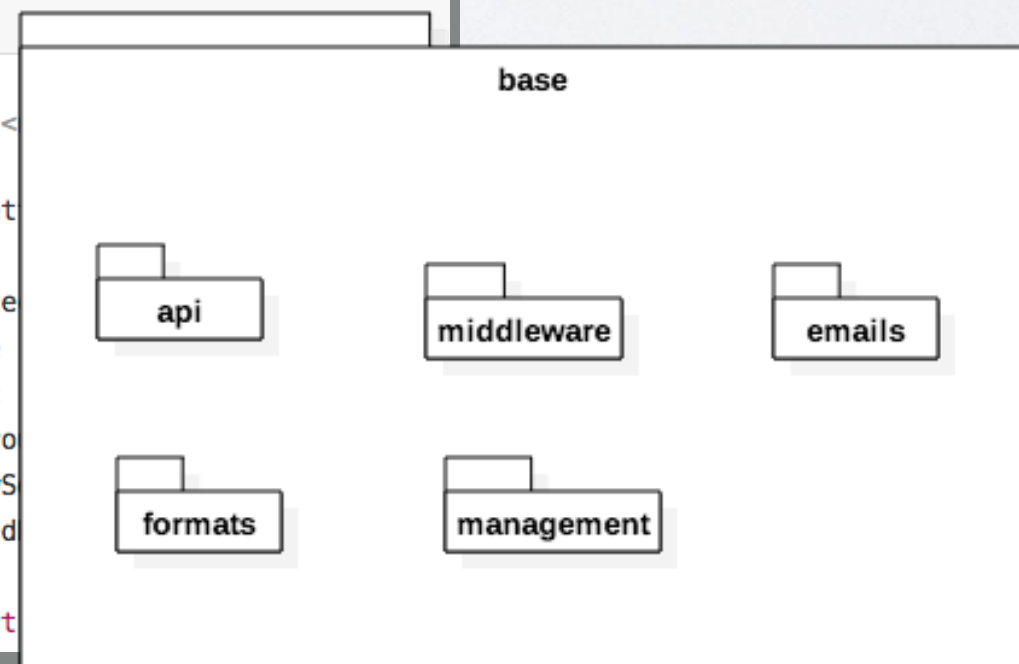 base
<
t
api
e
middleware
emails
o
S
formats
d
management
t